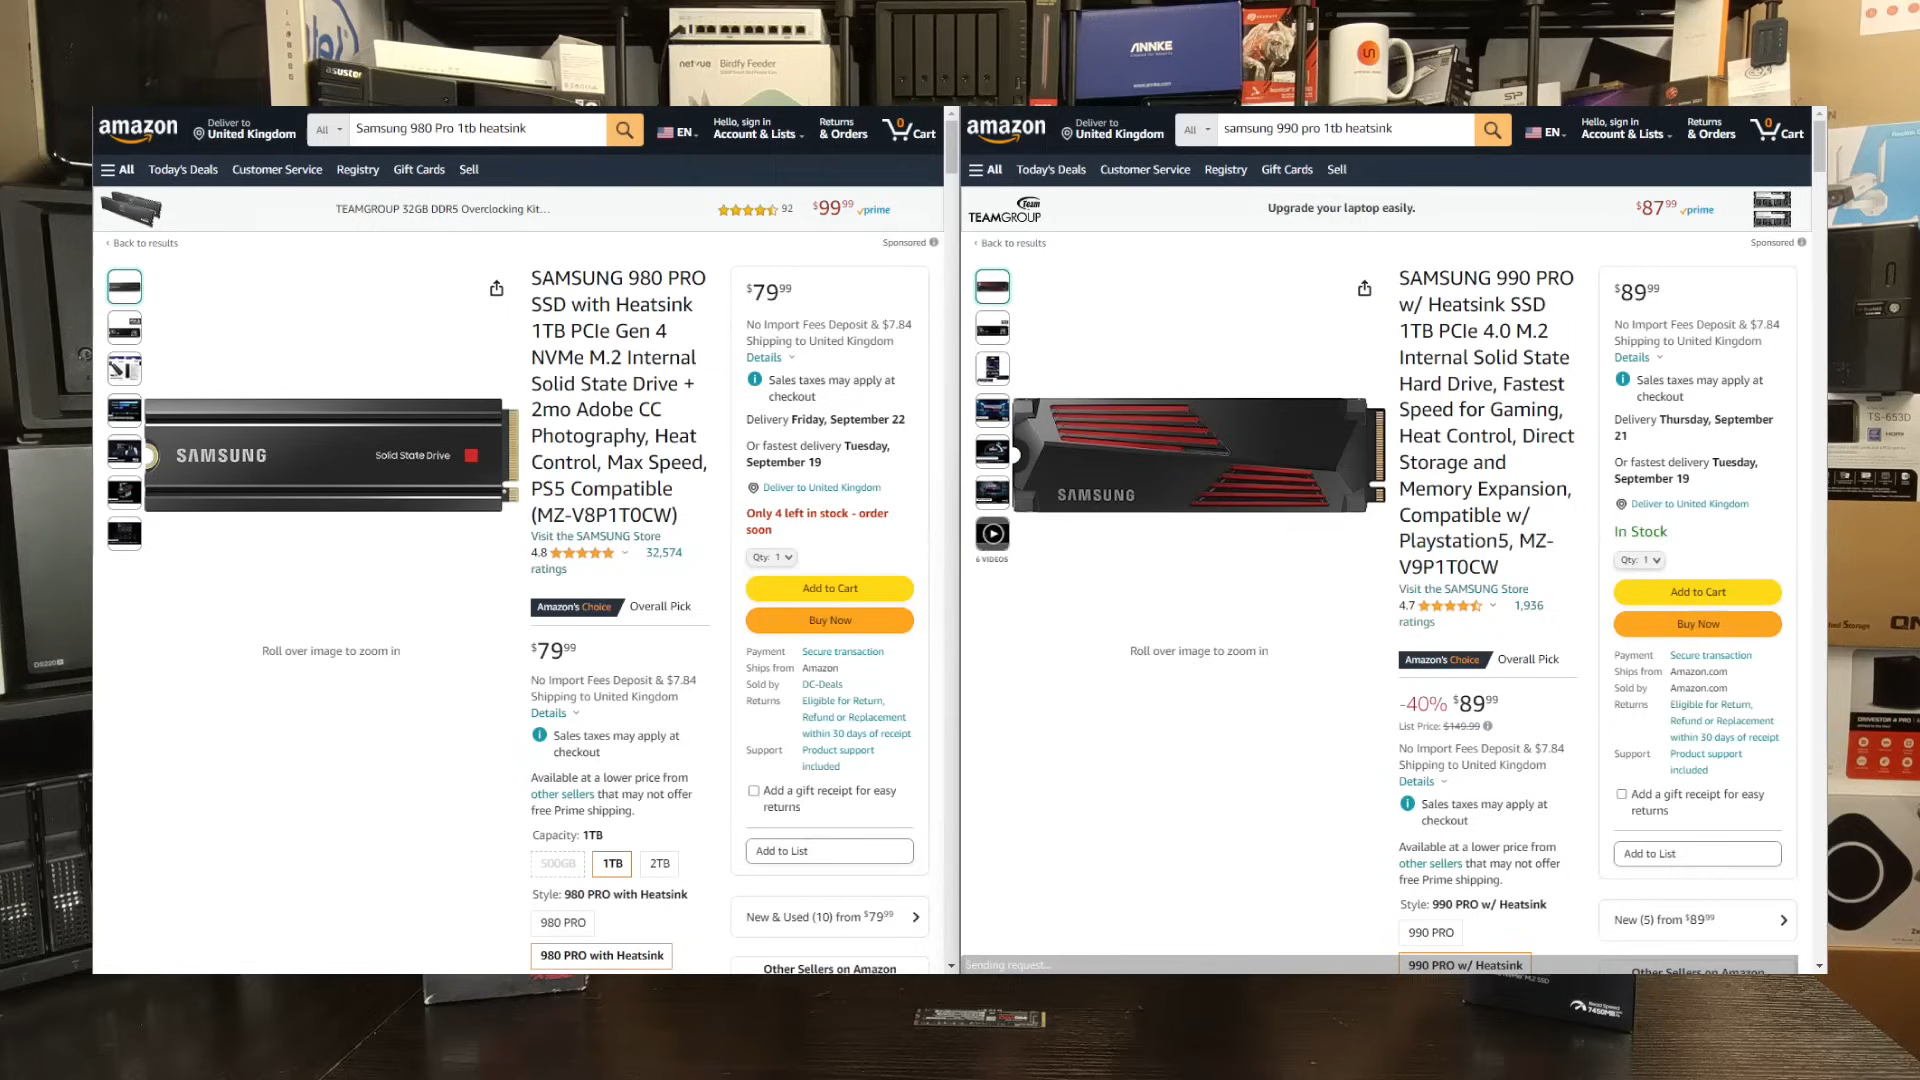 asustor
netvue Birdfy Feeder
ANNKE
amazon
Deliver to
United Kingdom
All
Samsung 980 Pro 1tb heatsink
EN
Hello, sign in
Account & Lists
Returns
& Orders
0
Cart
All
Today's Deals
Customer Service
Registry
Gift Cards
Sell
TEAMGROUP 32GB DDR5 Overclocking Kit...
92
$99.99
prime
‹ Back to results
Sponsored
SAMSUNG
Solid State Drive
Roll over image to zoom in
SAMSUNG 980 PRO
SSD with Heatsink
1TB PCIe Gen 4
NVMe M.2 Internal
Solid State Drive +
2mo Adobe CC
Photography, Heat
Control, Max Speed,
PS5 Compatible
(MZ-V8P1T0CW)
Visit the SAMSUNG Store
4.8
32,574
ratings
Amazon's Choice Overall Pick
$79.99
No Import Fees Deposit & $7.84
Shipping to United Kingdom
Details
Sales taxes may apply at
checkout
Available at a lower price from
other sellers that may not offer
free Prime shipping.
Capacity: 1TB
500GB
1TB
2TB
Style: 980 PRO with Heatsink
980 PRO
980 PRO with Heatsink
$79.99
No Import Fees Deposit & $7.84
Shipping to United Kingdom
Details
Sales taxes may apply at
checkout
Delivery Friday, September 22
Or fastest delivery Tuesday,
September 19
Deliver to United Kingdom
Only 4 left in stock - order
soon
Qty: 1
Add to Cart
Buy Now
Payment Secure transaction
Ships from Amazon
Sold by DC-Deals
Returns Eligible for Return,
Refund or Replacement
within 30 days of receipt
Support Product support
included
Add a gift receipt for easy
returns
Add to List
New & Used (10) from $79.99
Other Sellers on Amazon
amazon
Deliver to
United Kingdom
All
samsung 990 pro 1tb heatsink
EN
Hello, sign in
Account & Lists
Returns
& Orders
0
Cart
All
Today's Deals
Customer Service
Registry
Gift Cards
Sell
Team
TEAMGROUP
Upgrade your laptop easily.
$87.99
prime
‹ Back to results
Sponsored
6 VIDEOS
SAMSUNG
Roll over image to zoom in
SAMSUNG 990 PRO
w/ Heatsink SSD
1TB PCIe 4.0 M.2
Internal Solid State
Hard Drive, Fastest
Speed for Gaming,
Heat Control, Direct
Storage and
Memory Expansion,
Compatible w/
Playstation5, MZ-
V9P1T0CW
Visit the SAMSUNG Store
4.7
1,936
ratings
Amazon's Choice Overall Pick
-40% $89.99
List Price: $149.99
No Import Fees Deposit & $7.84
Shipping to United Kingdom
Details
Sales taxes may apply at
checkout
Available at a lower price from
other sellers that may not offer
free Prime shipping.
Style: 990 PRO w/ Heatsink
990 PRO
990 PRO w/ Heatsink
Sending request...
$89.99
No Import Fees Deposit & $7.84
Shipping to United Kingdom
Details
Sales taxes may apply at
checkout
Delivery Thursday, September
21
Or fastest delivery Tuesday,
September 19
Deliver to United Kingdom
In Stock
Qty: 1
Add to Cart
Buy Now
Payment Secure transaction
Ships from Amazon.com
Sold by Amazon.com
Returns Eligible for Return,
Refund or Replacement
within 30 days of receipt
Support Product support
included
Add a gift receipt for easy
returns
Add to List
New (5) from $89.99
Other Sellers on Amazon
TS-653D
DRIVESTOR 4 PRO
DS220
7450MB/s